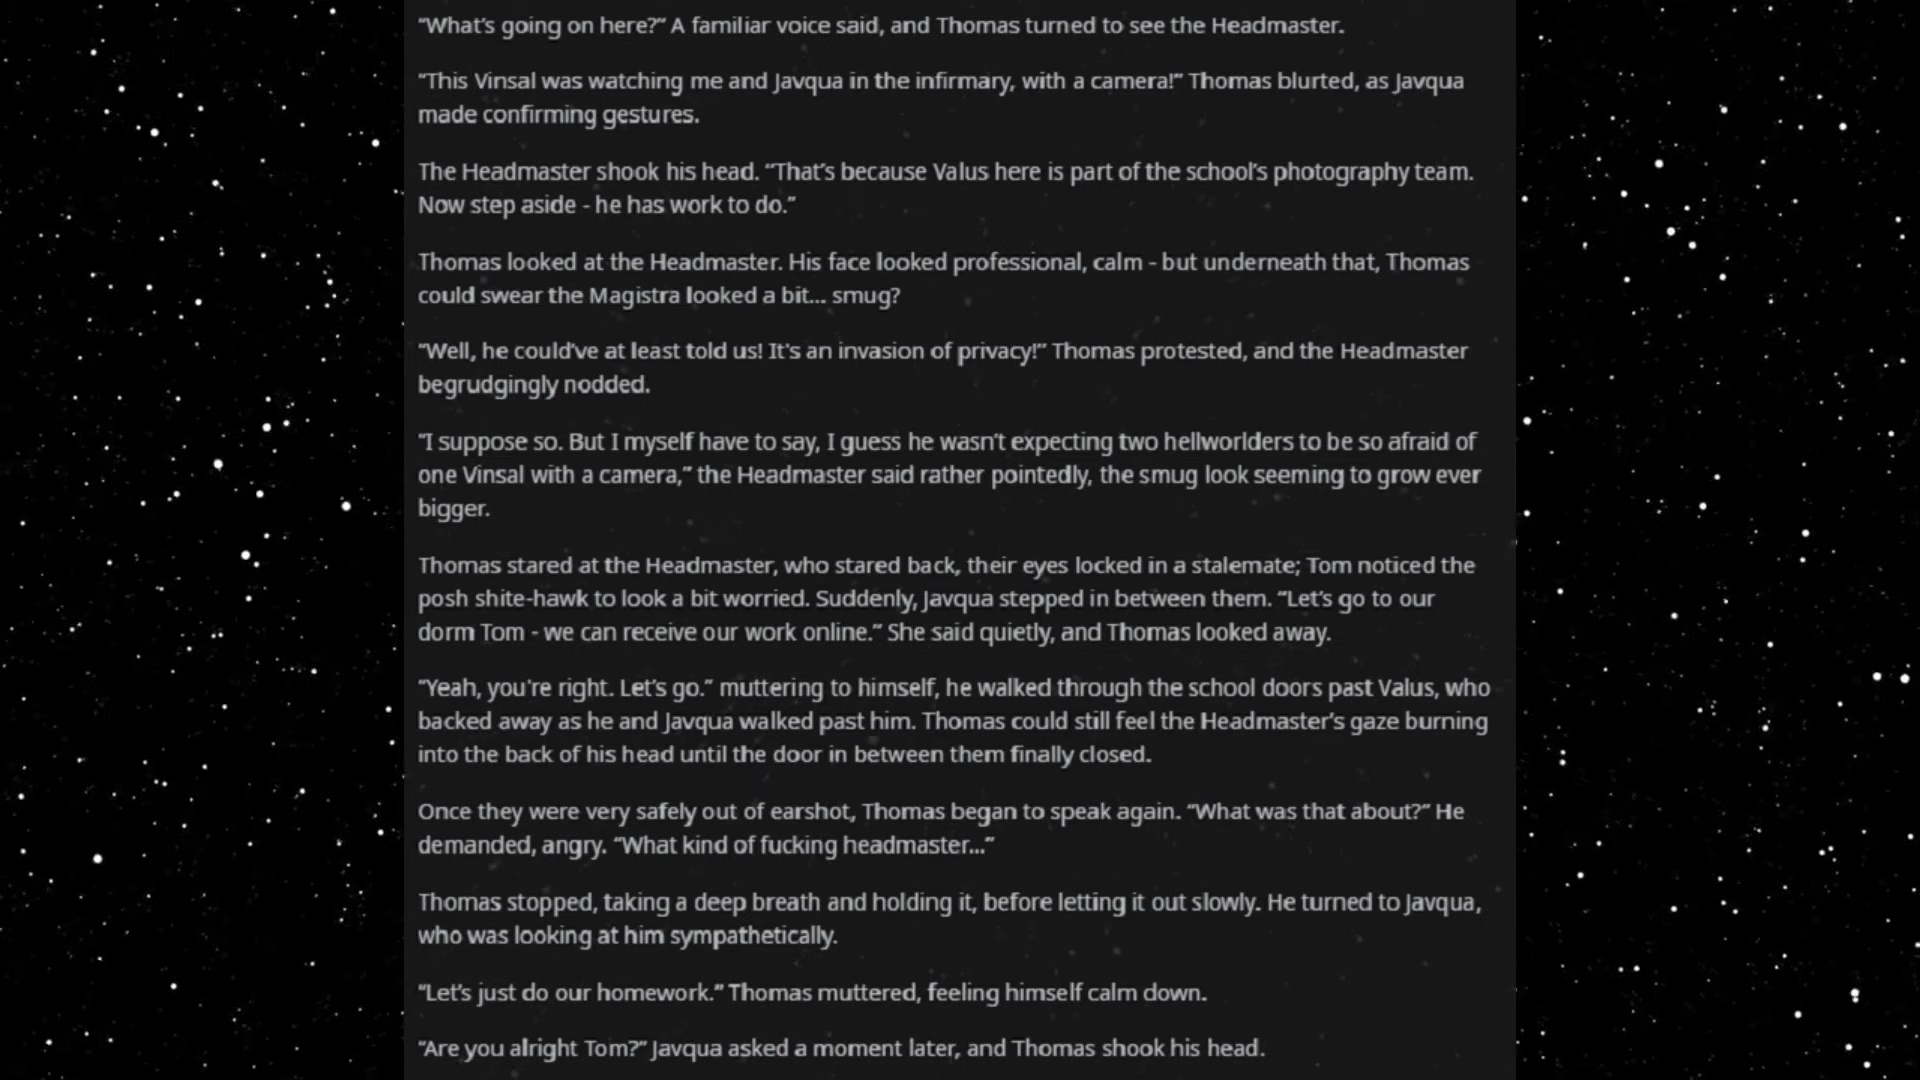 “What’s going on here?” A familiar voice said, and Thomas turned to see the Headmaster.
“This Vinsal was watching me and Javqua in the infirmary, with a camera!” Thomas blurted, as Javqua
made confirming gestures.
The Headmaster shook his head. “That’s because Valus here is part of the school’s photography team.
Now step aside - he has work to do.”
Thomas looked at the Headmaster. His face looked professional, calm - but underneath that, Thomas
could swear the Magistra looked a bit... smug?
“Well, he could’ve at least told us! It's an invasion of privacy!” Thomas protested, and the Headmaster
begrudgingly nodded.
“I suppose so. But I myself have to say, I guess he wasn’t expecting two hellworlders to be so afraid of
one Vinsal with a camera,” the Headmaster said rather pointedly, the smug look seeming to grow ever
bigger.
Thomas stared at the Headmaster, who stared back, their eyes locked in a stalemate; Tom noticed the
posh shite-hawk to look a bit worried. Suddenly, Javqua stepped in between them. “Let’s go to our
dorm Tom - we can receive our work online.” She said quietly, and Thomas looked away.
“Yeah, you’re right. Let’s go.” muttering to himself, he walked through the school doors past Valus, who
backed away as he and Javqua walked past him. Thomas could still feel the Headmaster’s gaze burning
into the back of his head until the door in between them finally closed.
Once they were very safely out of earshot, Thomas began to speak again. “What was that about?” He
demanded, angry. “What kind of fucking headmaster...”
Thomas stopped, taking a deep breath and holding it, before letting it out slowly. He turned to Javqua,
who was looking at him sympathetically.
“Let’s just do our homework.” Thomas muttered, feeling himself calm down.
“Are you alright Tom?” Javqua asked a moment later, and Thomas shook his head.